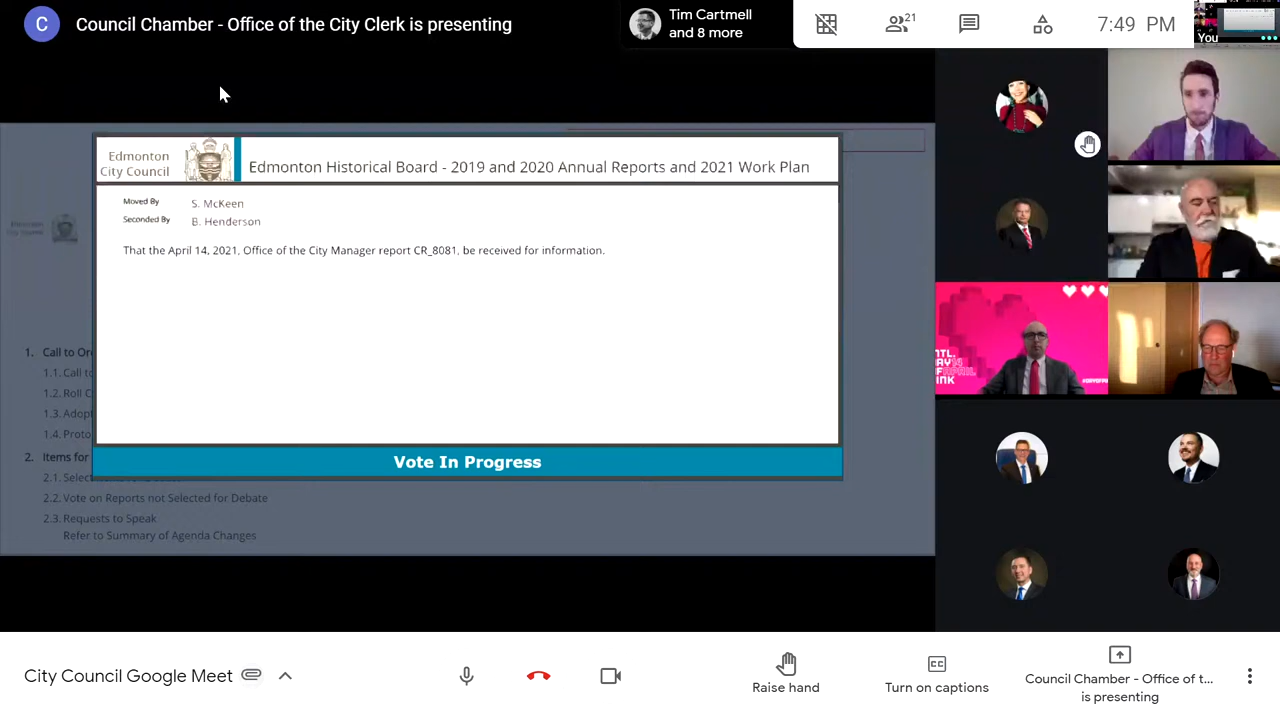 C
Council Chamber - Office of the City Clerk is presenting
Tim Cartmell
and 8 more
21
7:49 PM
You
Edmonton
City Council
Edmonton Historical Board - 2019 and 2020 Annual Reports and 2021 Work Plan
Moved By S. McKeen
Seconded By B. Henderson
That the April 14, 2021, Office of the City Manager report CR_8081, be received for information.
1. Call to Or
1.1. Call to
1.2. Roll C
1.3. Adop
1.4. Proto
Vote In Progress
2. Items for
2.1. Select
2.2. Vote on Reports not Selected for Debate
2.3. Requests to Speak
Refer to Summary of Agenda Changes
City Council Google Meet
Raise hand
Turn on captions
Council Chamber - Office of t...
is presenting